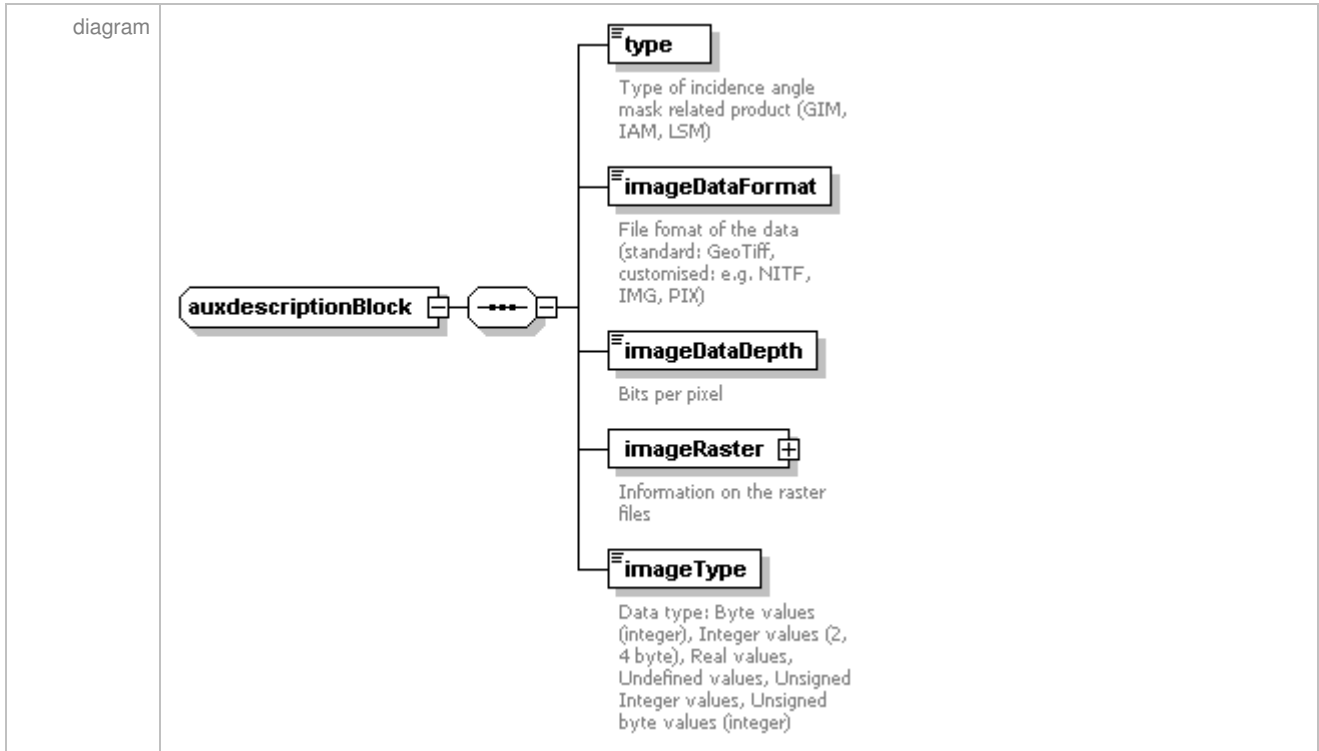 diagram
type
Type of incidence angle
mask related product (GIM,
IAM, LSM)
imageDataFormat
File fomat of the data
(standard: GeoTiff,
customised: e.g. NITF,
IMG, PIX)
auxdescriptionBlock
imageDataDepth
Bits per pixel
imageRaster
Information on the raster
files
imageType
Data type: Byte values
(integer), Integer values (2,
4 byte), Real values,
Undefined values, Unsigned
Integer values, Unsigned
byte values (integer)